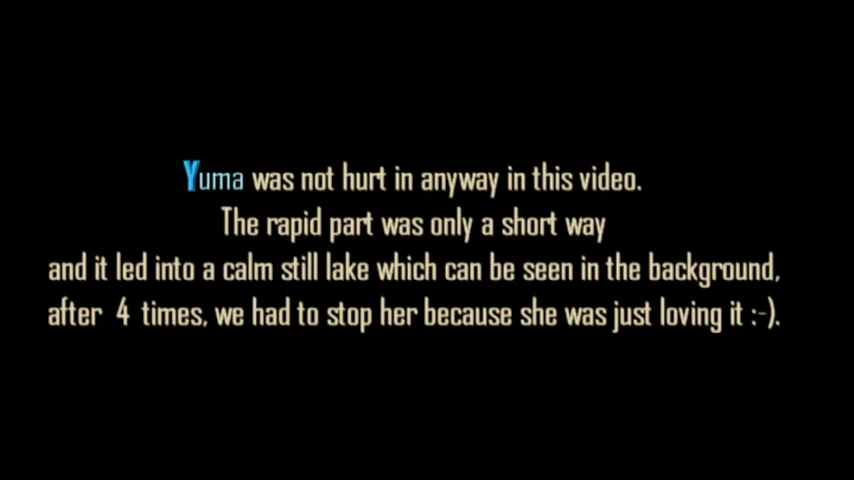 Yuma was not hurt in anyway in this video.
The rapid part was only a short way
and it led into a calm still lake which can be seen in the background,
after 4 times, we had to stop her because she was just loving it :-).